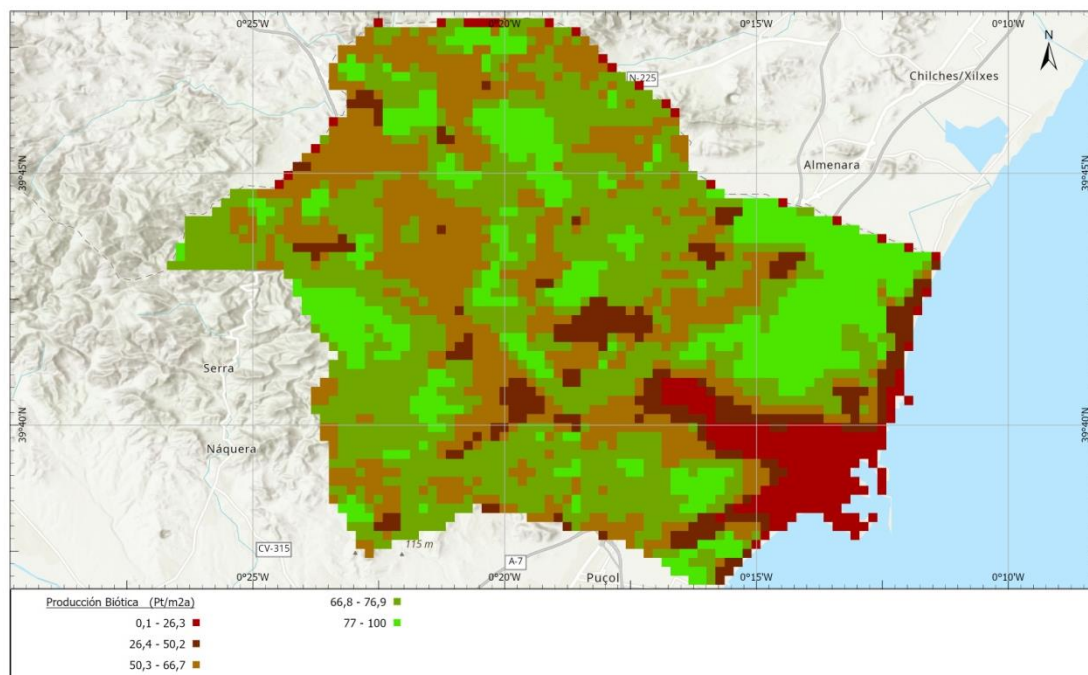 0°25'W 0°20'W 0°15'W 0°10'W
N
N-225
Chilches/Xilxes
Almenara
39°45'N 39°45'N
Serra
39°40'N 39°40'N
Náquera
115 m
CV-315
A-7
Puçol
0°25'W 0°20'W 0°15'W 0°10'W
Producción Biótica (Pt/m2a)
0,1 - 26,3
26,4 - 50,2
50,3 - 66,7
66,8 - 76,9
77 - 100